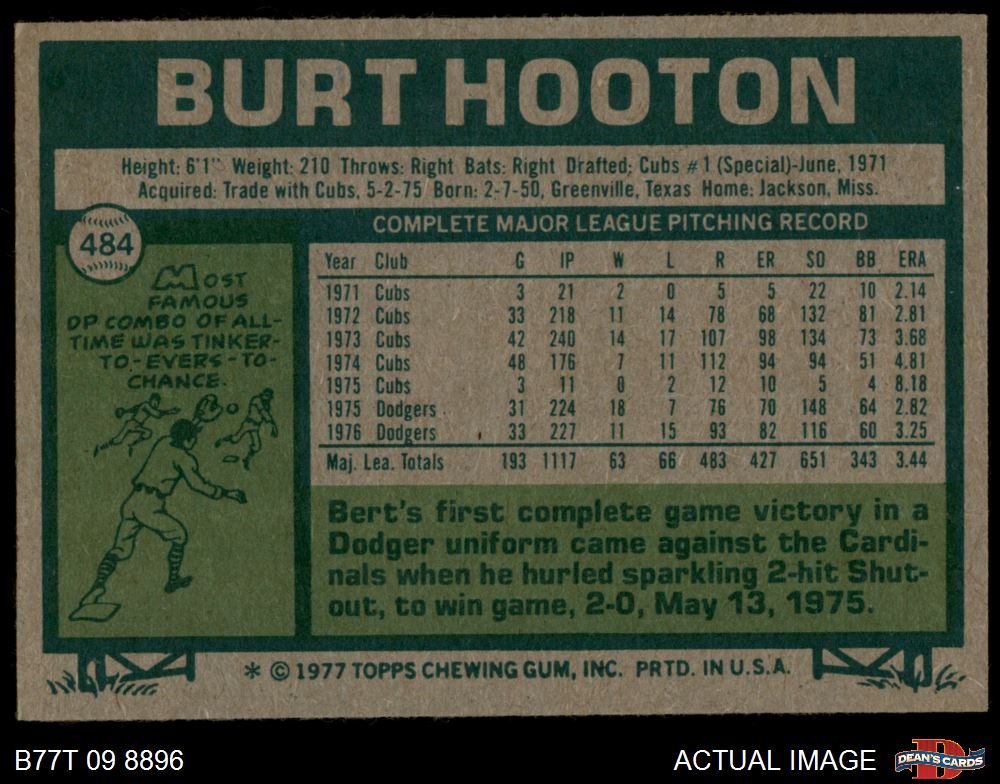 BURT HOOTON
Height: 6'1" Weight: 210 Throws: Right Bats: Right Drafted: Cubs #1 (Special)-June, 1971
Acquired: Trade with Cubs, 5-2-75 Born: 2-7-50, Greenville, Texas Home: Jackson, Miss.
484
MOST
FAMOUS
DP COMBO OF ALL-
TIME WAS TINKER-
TO-EVERS-TO-
CHANCE.
COMPLETE MAJOR LEAGUE PITCHING RECORD
Year Club G IP W L R ER SO BB ERA
1971 Cubs 3 21 2 0 5 5 22 10 2.14
1972 Cubs 33 218 11 14 78 68 132 81 2.81
1973 Cubs 42 240 14 17 107 98 134 73 3.68
1974 Cubs 48 176 7 11 112 94 94 51 4.81
1975 Cubs 3 11 0 2 12 10 5 4 8.18
1975 Dodgers 31 224 18 7 76 70 148 64 2.82
1976 Dodgers 33 227 11 15 93 82 116 60 3.25
Maj. Lea. Totals 193 1117 63 66 483 427 651 343 3.44
Bert's first complete game victory in a
Dodger uniform came against the Cardi-
nals when he hurled sparkling 2-hit Shut-
out, to win game, 2-0, May 13, 1975.
* © 1977 TOPPS CHEWING GUM, INC. PRTD. IN U.S.A.
B77T 09 8896
ACTUAL IMAGE
D
DEAN'S CARDS